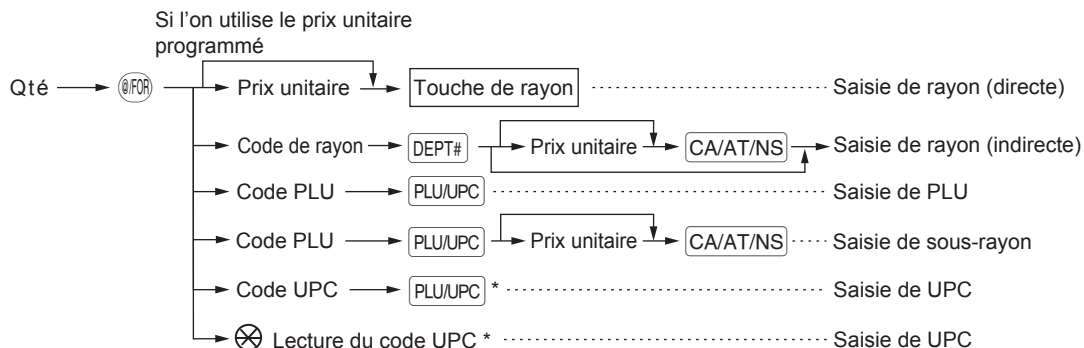 Si l'on utilise le prix unitaire
programmé
Qté @/FOR Prix unitaire Touche de rayon Saisie de rayon (directe)
Code de rayon DEPT# Prix unitaire CA/AT/NS Saisie de rayon (indirecte)
Code PLU PLU/UPC Saisie de PLU
Code PLU PLU/UPC Prix unitaire CA/AT/NS Saisie de sous-rayon
Code UPC PLU/UPC * Saisie de UPC
Lecture du code UPC * Saisie de UPC